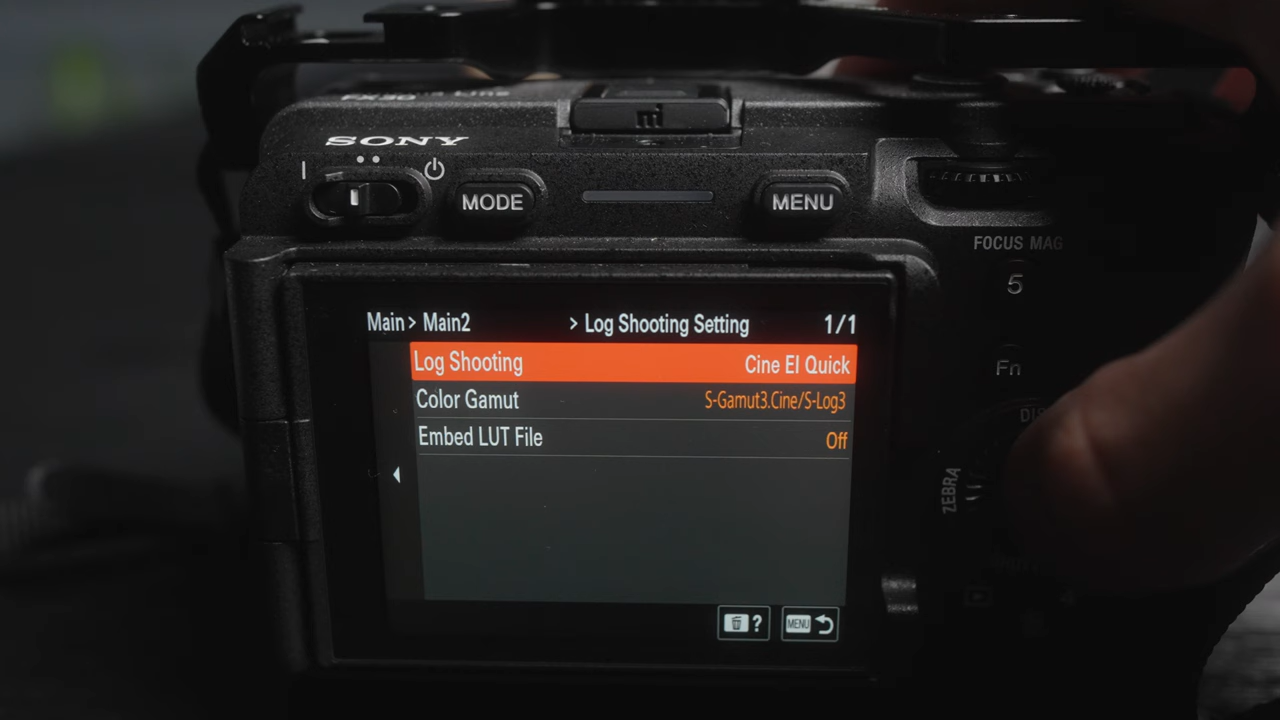 FX30
SONY
MODE
MENU
FOCUS MAG
5
Main > Main2 > Log Shooting Setting 1/1
Log Shooting Cine EI Quick
Fn
Color Gamut S-Gamut3.Cine/S-Log3
Embed LUT File Off
ZEBRA
?
MENU